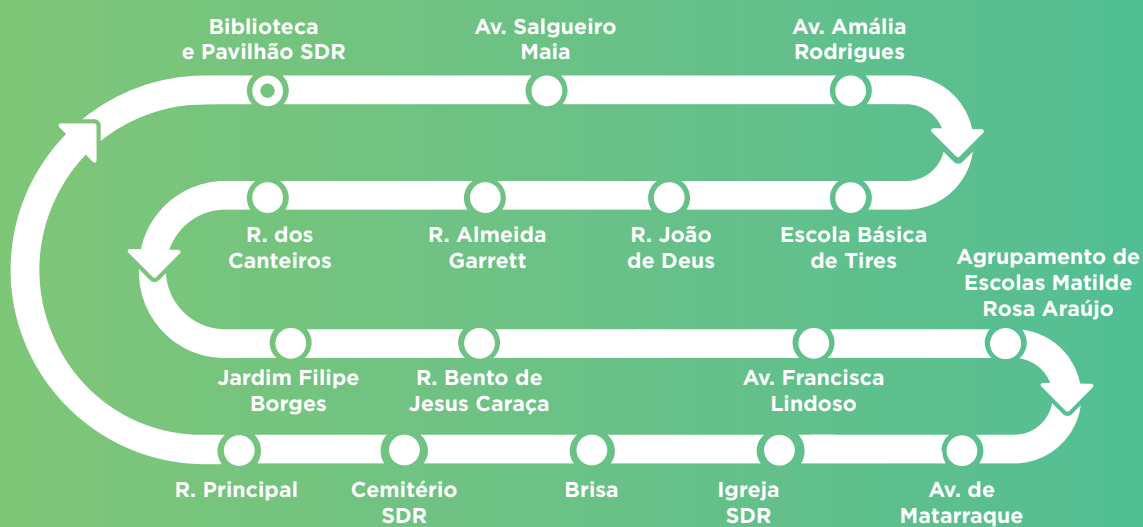 Biblioteca
e Pavilhão SDR
Av. Salgueiro
Maia
Av. Amália
Rodrigues
R. dos
Canteiros
R. Almeida
Garrett
R. João
de Deus
Escola Básica
de Tires
Agrupamento de
Escolas Matilde
Rosa Araújo
Jardim Filipe
Borges
R. Bento de
Jesus Caraça
Av. Francisca
Lindoso
R. Principal
Cemitério
SDR
Brisa
Igreja
SDR
Av. de
Matarraque